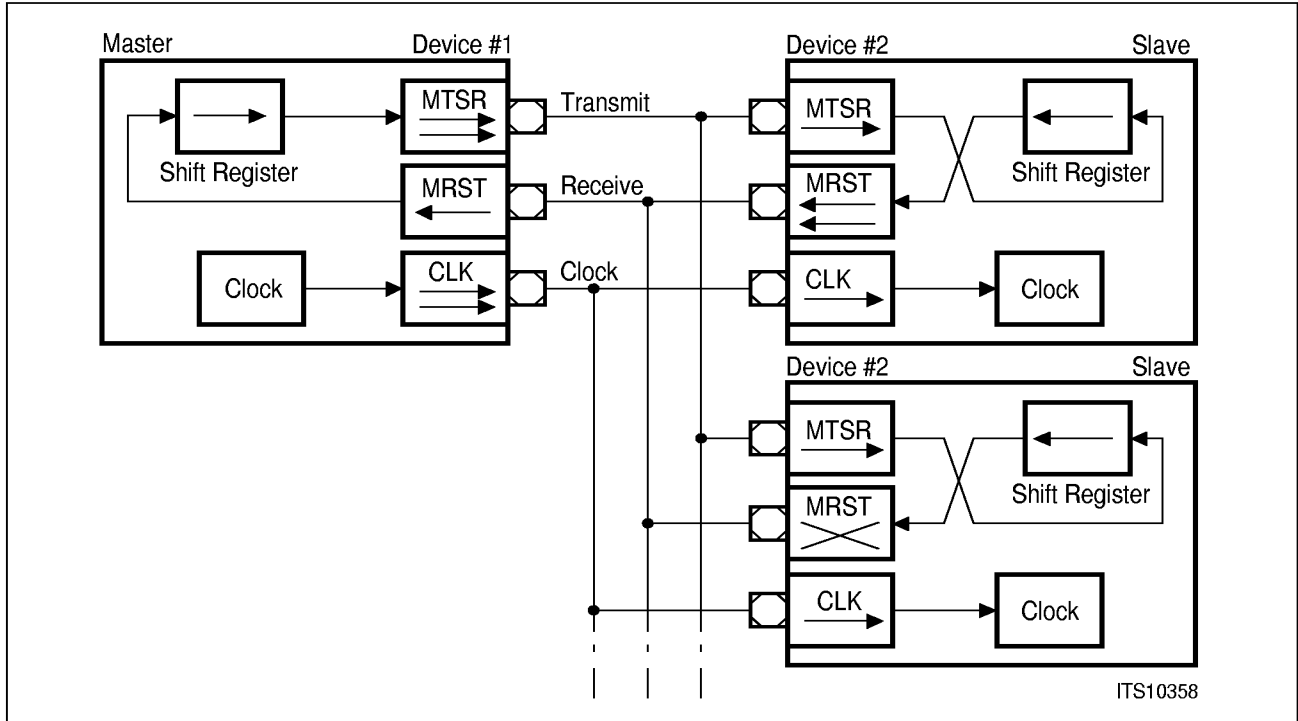 Master
Device #1
MTSR
Shift Register
MRST
Clock
CLK
Transmit
Receive
Clock
Device #2
Slave
MTSR
Shift Register
MRST
CLK
Clock
Device #2
Slave
MTSR
Shift Register
MRST
CLK
Clock
ITS10358